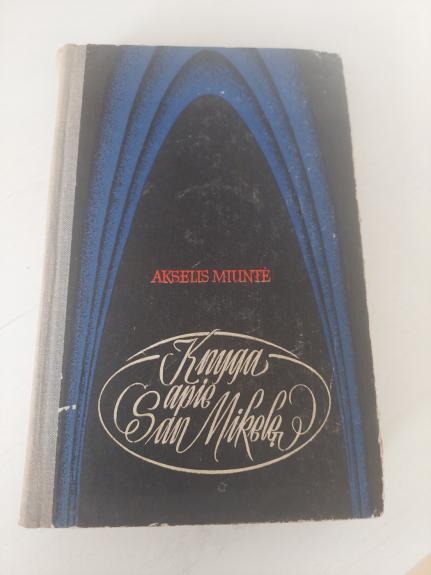 AKSELIS MIUNTĖ
Knyga
apie
San Mikelę